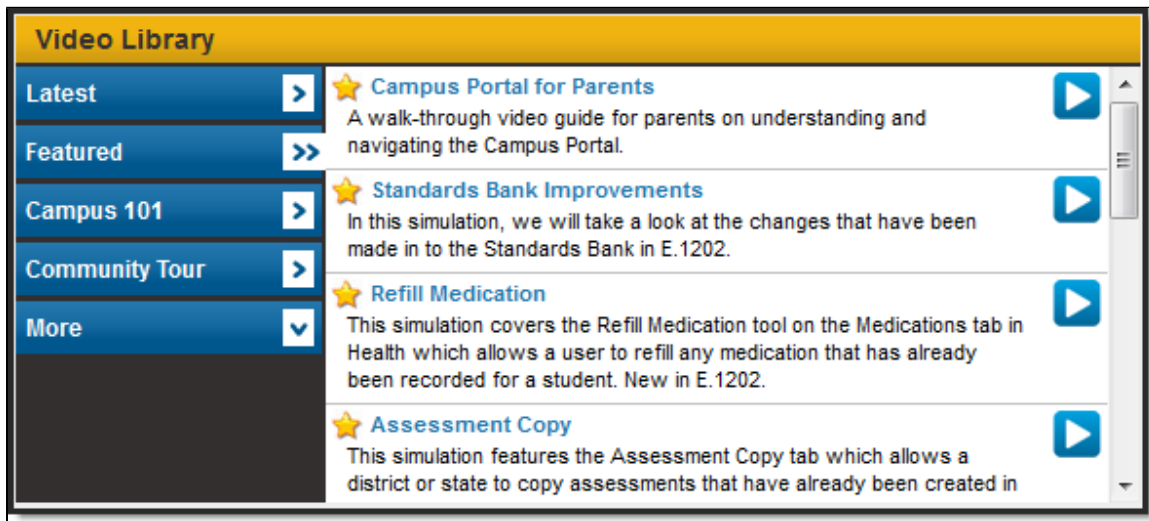 Video Library
Latest
Featured
Campus 101
Community Tour
More
Campus Portal for Parents
A walk-through video guide for parents on understanding and
navigating the Campus Portal.
Standards Bank Improvements
In this simulation, we will take a look at the changes that have been
made in to the Standards Bank in E.1202.
Refill Medication
This simulation covers the Refill Medication tool on the Medications tab in
Health which allows a user to refill any medication that has already
been recorded for a student. New in E.1202.
Assessment Copy
This simulation features the Assessment Copy tab which allows a
district or state to copy assessments that have already been created in